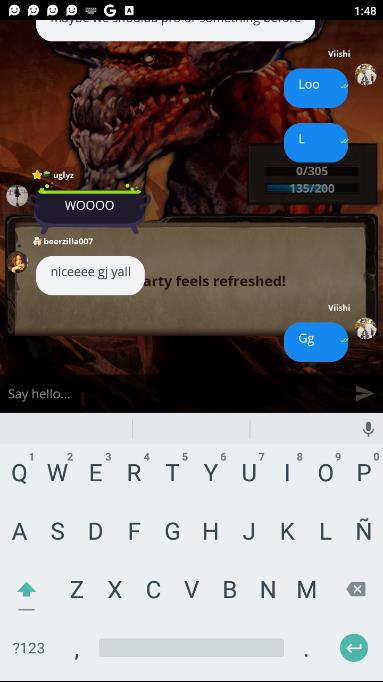 1:48
maybe we shoulda pro or something before
Viishi
Loo
L
uglyz
0/305
135/200
WOOOO
beerzilla007
niceeee gj yall
arty feels refreshed!
Viishi
Gg
Say hello...
1 2 3 4 5 6 7 8 9 0
Q W E R T Y U I O P
A S D F G H J K L Ñ
Z X C V B N M
?123 , .